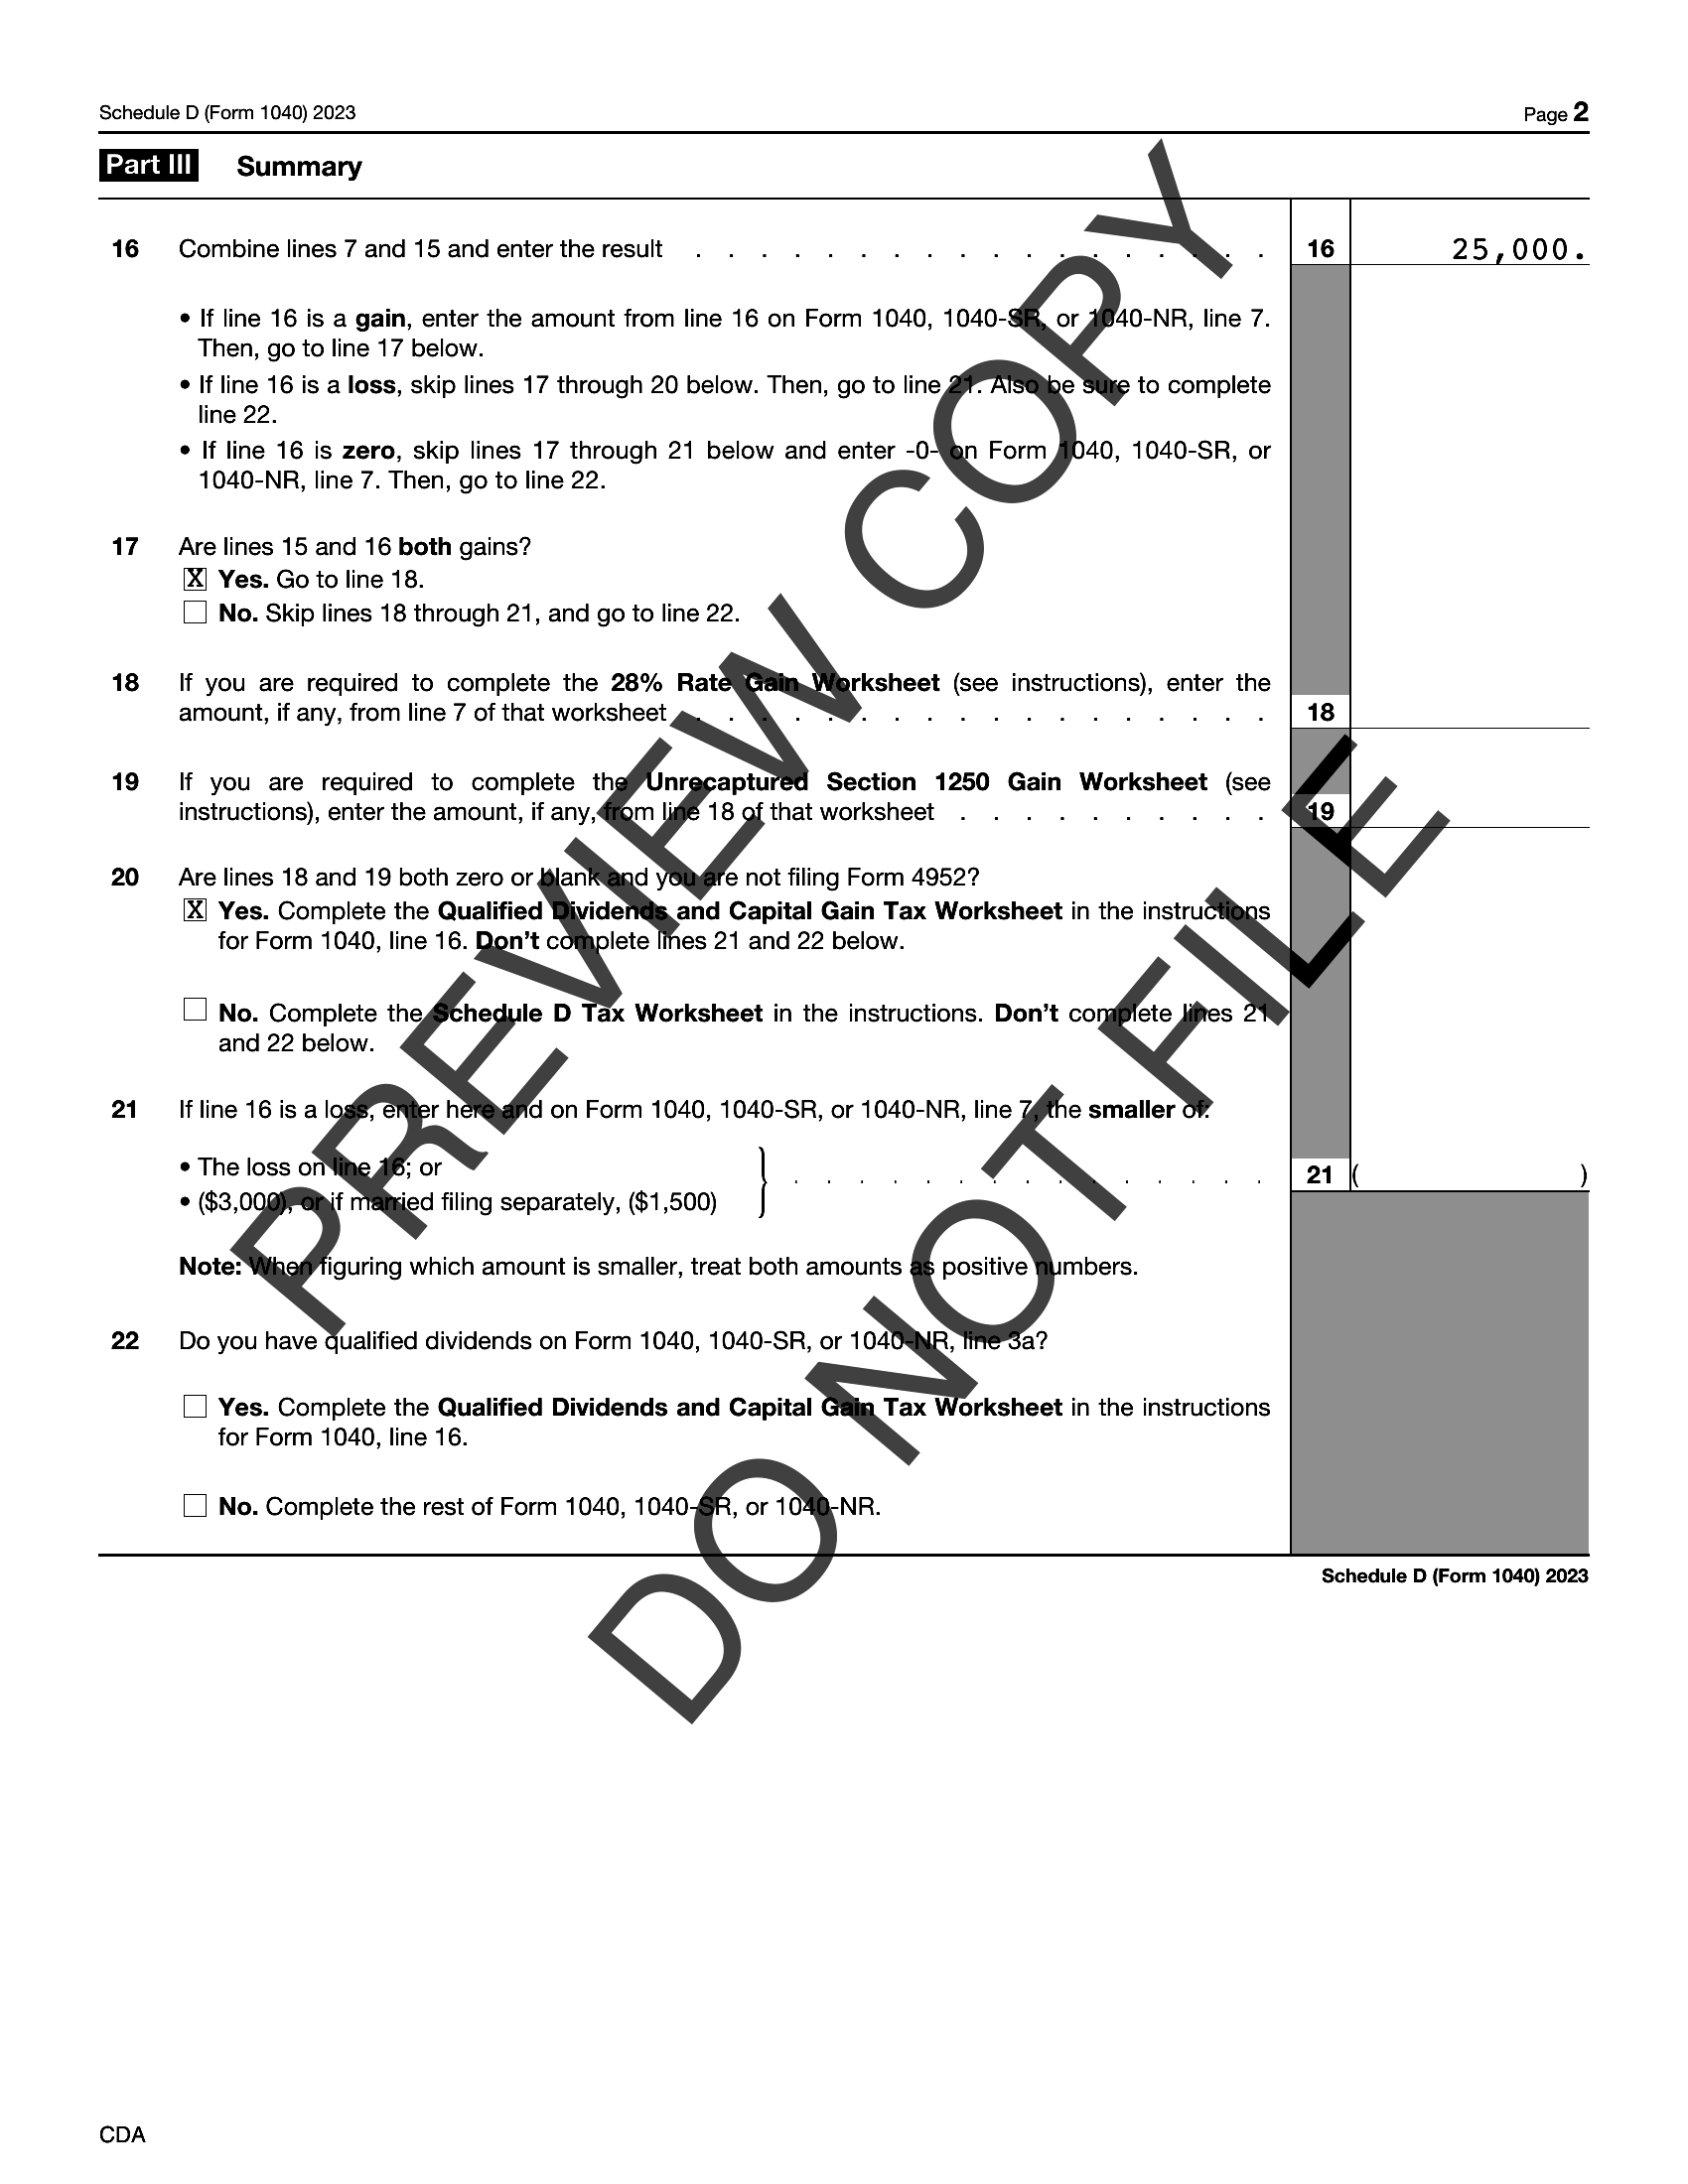 Schedule D (Form 1040) 2023 Page 2
Part III Summary
16 Combine lines 7 and 15 and enter the result . . . . . . . . . . . . . . . . . . 16 25,000.
• If line 16 is a gain, enter the amount from line 16 on Form 1040, 1040-SR, or 1040-NR, line 7.
Then, go to line 17 below.
• If line 16 is a loss, skip lines 17 through 20 below. Then, go to line 21. Also be sure to complete
line 22.
• If line 16 is zero, skip lines 17 through 21 below and enter -0- on Form 1040, 1040-SR, or
1040-NR, line 7. Then, go to line 22.
17 Are lines 15 and 16 both gains?
X Yes. Go to line 18.
No. Skip lines 18 through 21, and go to line 22.
18 If you are required to complete the 28% Rate Gain Worksheet (see instructions), enter the
amount, if any, from line 7 of that worksheet . . . . . . . . . . . . . . . . . . 18
19 If you are required to complete the Unrecaptured Section 1250 Gain Worksheet (see
instructions), enter the amount, if any, from line 18 of that worksheet . . . . . . . . . . 19
20 Are lines 18 and 19 both zero or blank and you are not filing Form 4952?
X Yes. Complete the Qualified Dividends and Capital Gain Tax Worksheet in the instructions
for Form 1040, line 16. Don't complete lines 21 and 22 below.
No. Complete the Schedule D Tax Worksheet in the instructions. Don't complete lines 21
and 22 below.
21 If line 16 is a loss, enter here and on Form 1040, 1040-SR, or 1040-NR, line 7, the smaller of:
• The loss on line 16; or
• ($3,000), or if married filing separately, ($1,500) } . . . . . . . . . . . . . . . 21 ( )
Note: When figuring which amount is smaller, treat both amounts as positive numbers.
22 Do you have qualified dividends on Form 1040, 1040-SR, or 1040-NR, line 3a?
Yes. Complete the Qualified Dividends and Capital Gain Tax Worksheet in the instructions
for Form 1040, line 16.
No. Complete the rest of Form 1040, 1040-SR, or 1040-NR.
Schedule D (Form 1040) 2023
CDA
PREVIEW COPY
DO NOT FILE